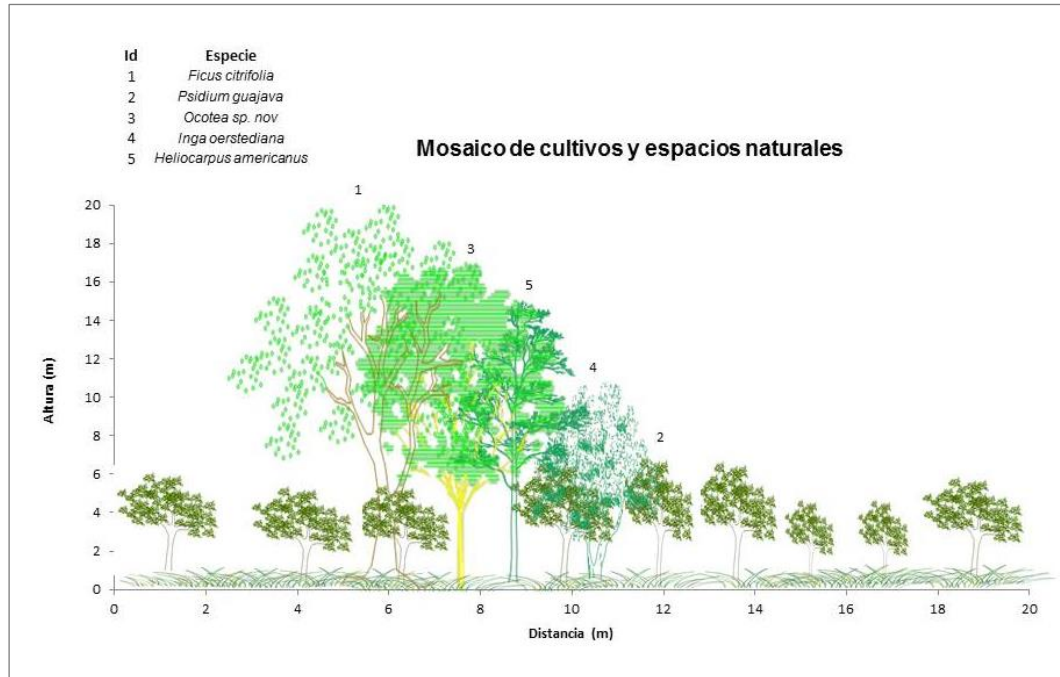 Id Especie
1 Ficus citrifolia
2 Psidium guajava
3 Ocotea sp. nov
4 Inga oerstediana
5 Heliocarpus americanus
Mosaico de cultivos y espacios naturales
1
3
5
4
2
Altura (m)
20
18
16
14
12
10
8
6
4
2
0
0 2 4 6 8 10 12 14 16 18 20
Distancia (m)